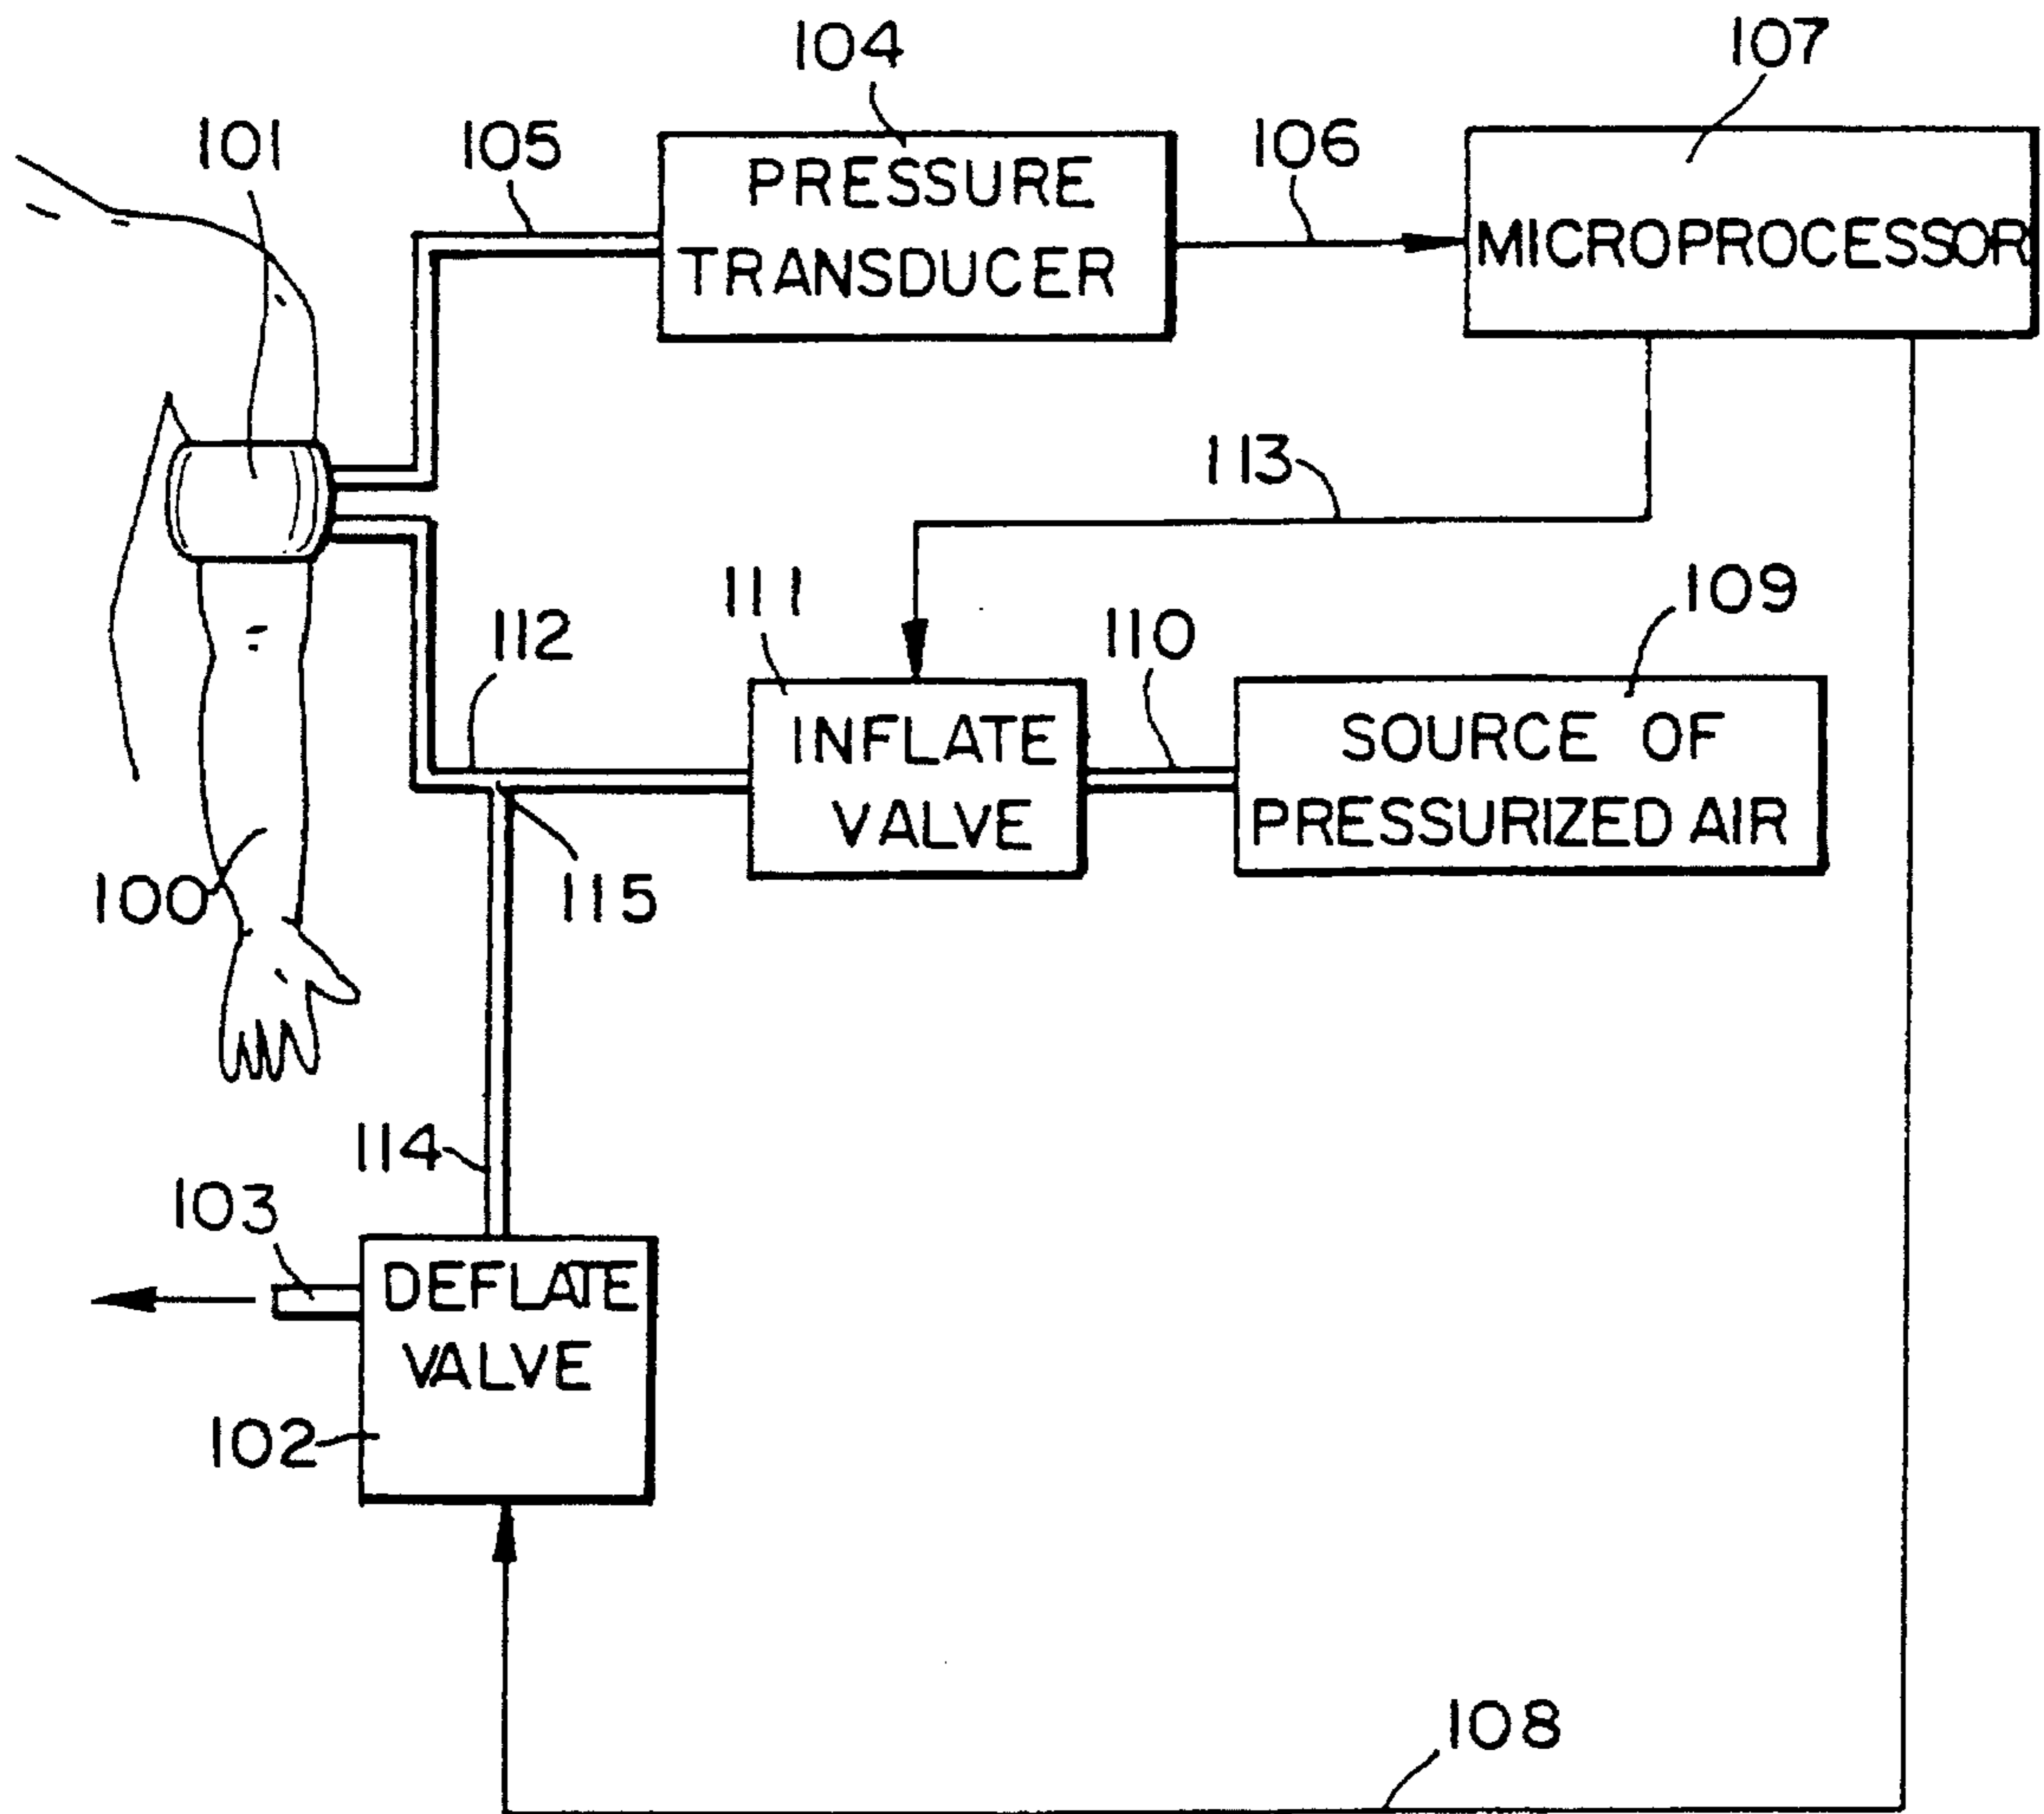 104
107
101
105
106
PRESSURE
TRANSDUCER
MICROPROCESSOR
113
111
109
112
110
INFLATE
VALVE
SOURCE OF
PRESSURIZED AIR
100
115
114
103
DEFLATE
VALVE
102
108